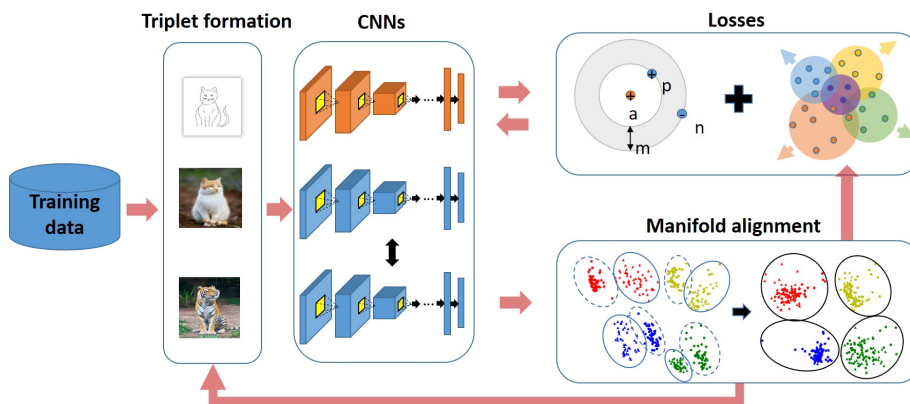 Triplet formation
CNNs
Losses
Training
data
p
a
n
m
Manifold alignment